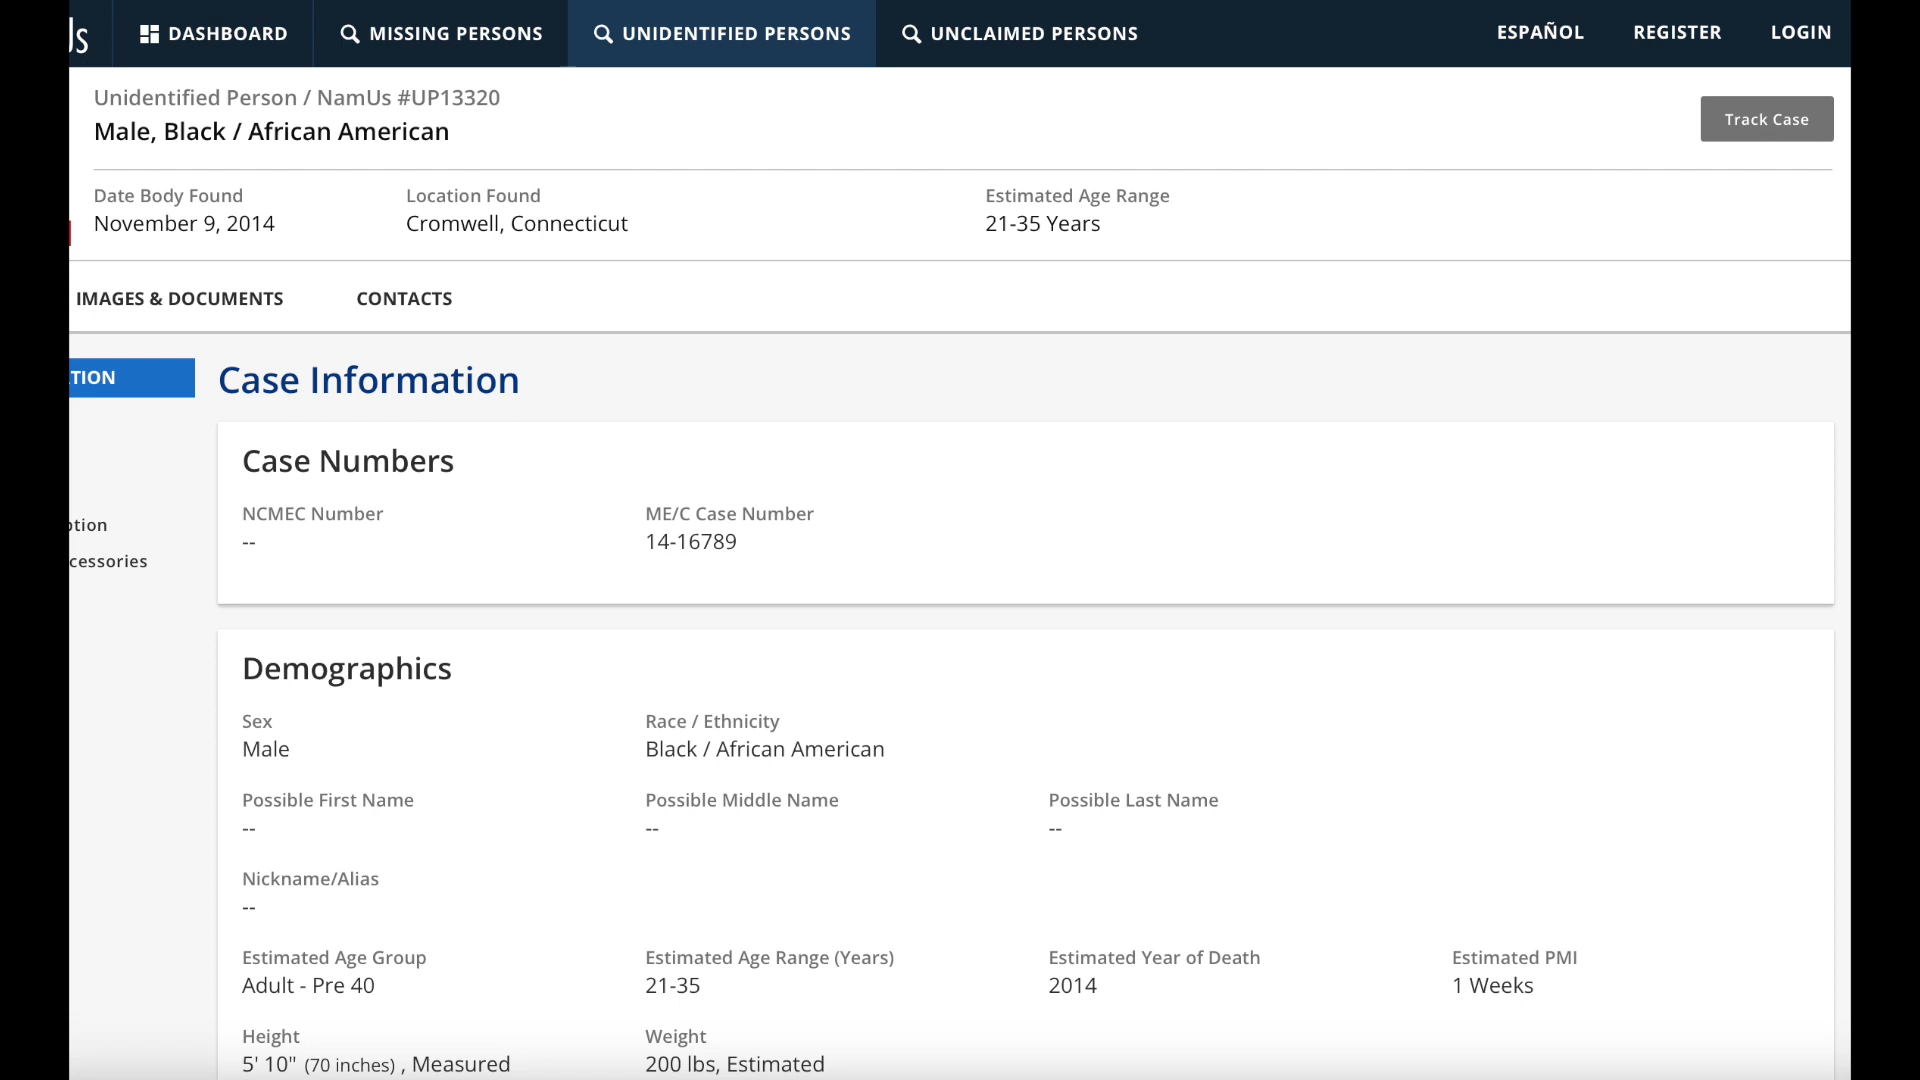 Us DASHBOARD MISSING PERSONS UNIDENTIFIED PERSONS UNCLAIMED PERSONS ESPAÑOL REGISTER LOGIN
Unidentified Person / NamUs #UP13320
Male, Black / African American
Track Case
Date Body Found Location Found Estimated Age Range
November 9, 2014 Cromwell, Connecticut 21-35 Years
IMAGES & DOCUMENTS CONTACTS
TION Case Information
Case Numbers
NCMEC Number ME/C Case Number
-- 14-16789
ption
cessories
Demographics
Sex Race / Ethnicity
Male Black / African American
Possible First Name Possible Middle Name Possible Last Name
-- -- --
Nickname/Alias
--
Estimated Age Group Estimated Age Range (Years) Estimated Year of Death Estimated PMI
Adult - Pre 40 21-35 2014 1 Weeks
Height Weight
5' 10" (70 inches) , Measured 200 lbs, Estimated